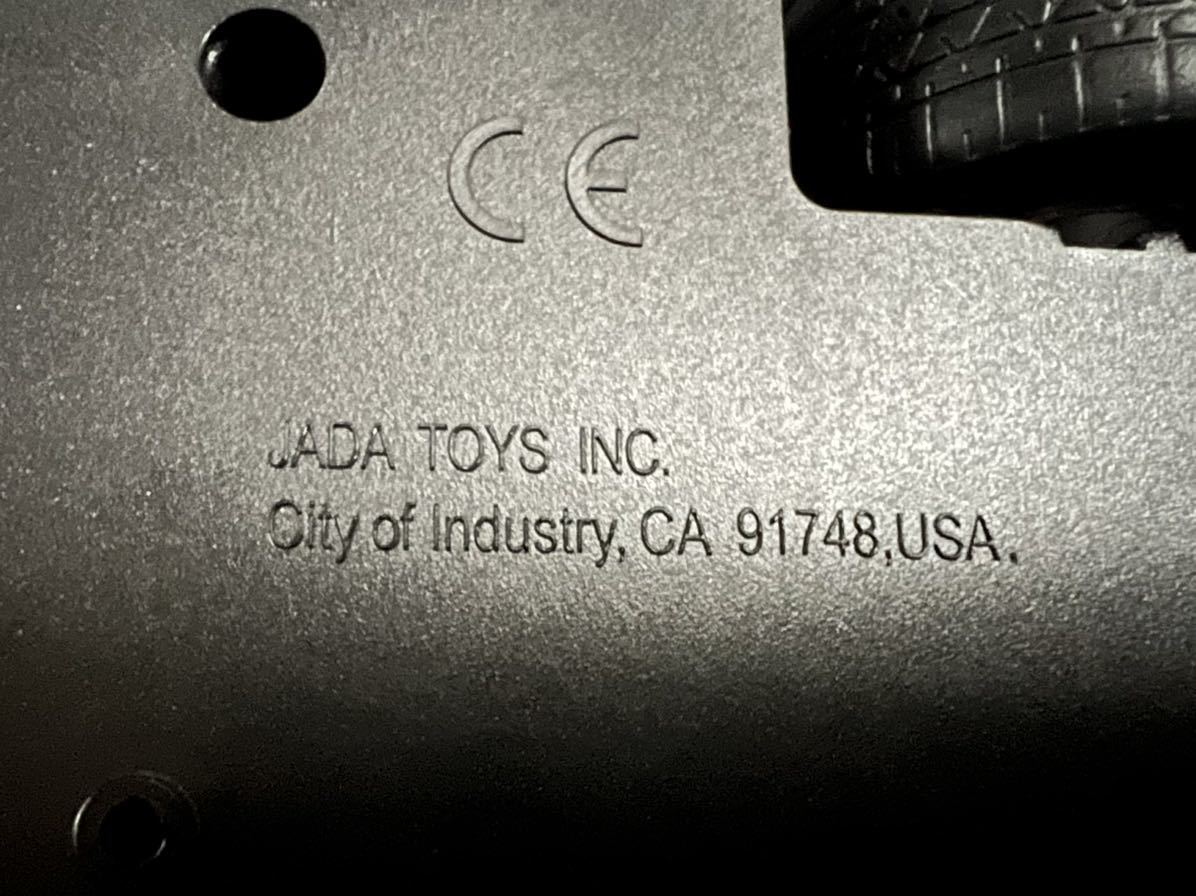 CE
JADA TOYS INC.
City of Industry, CA 91748,USA.